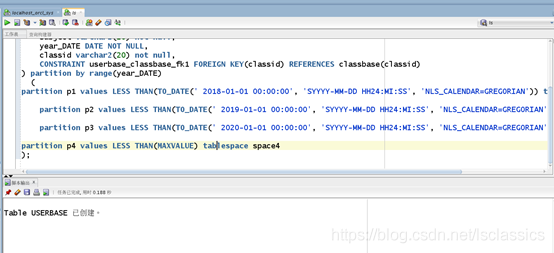 localhost_orcl_sys
lx
lx
工作表 查询构建器
year_DATE DATE NOT NULL,
classid varchar2(20) not null,
CONSTRAINT userbase_classbase_fk1 FOREIGN KEY(classid) REFERENCES classbase(classid)
) partition by range(year_DATE)
(
partition p1 values LESS THAN(TO_DATE(' 2018-01-01 00:00:00', 'SYYYY-MM-DD HH24:MI:SS', 'NLS_CALENDAR=GREGORIAN')) t
partition p2 values LESS THAN(TO_DATE(' 2019-01-01 00:00:00', 'SYYYY-MM-DD HH24:MI:SS', 'NLS_CALENDAR=GREGORI
partition p3 values LESS THAN(TO_DATE(' 2020-01-01 00:00:00', 'SYYYY-MM-DD HH24:MI:SS', 'NLS_CALENDAR=GREGORI
partition p4 values LESS THAN(MAXVALUE) tablespace space4
);
脚本输出
任务已完成, 用时 0.188 秒
Table USERBASE 已创建。
https://blog.csdn.net/lsclassics